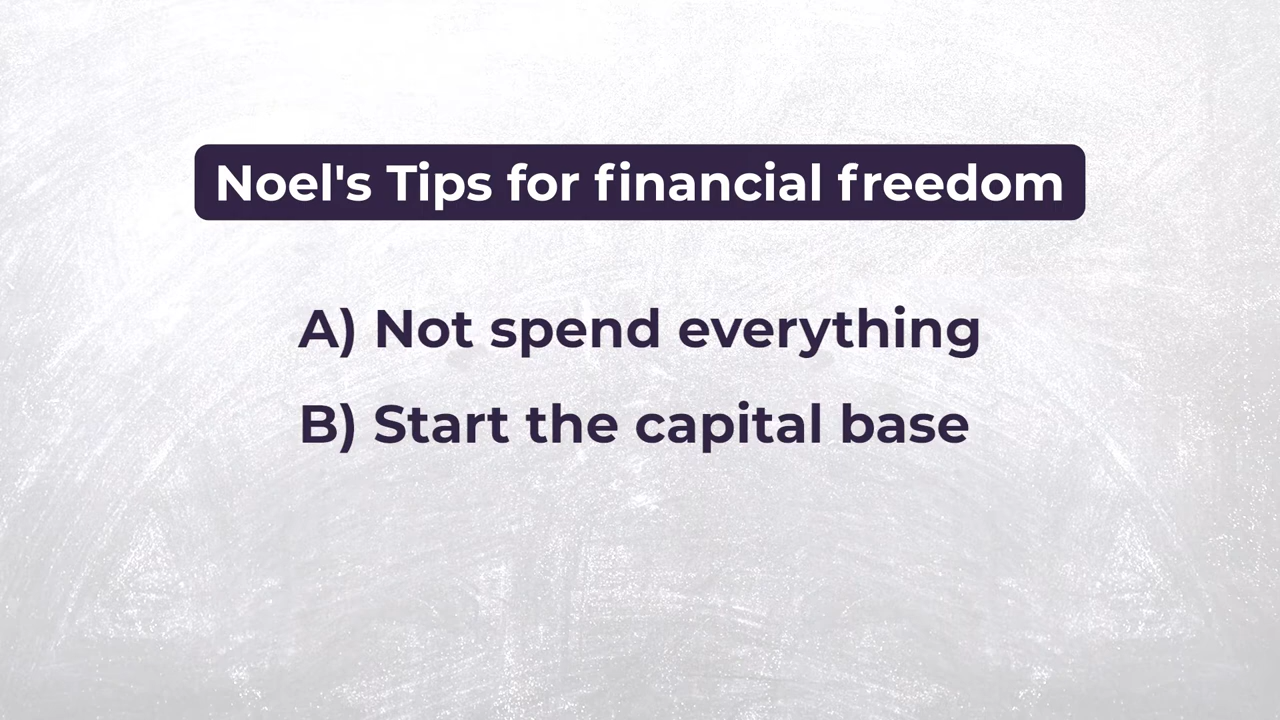 Noel's Tips for financial freedom
A) Not spend everything
B) Start the capital base